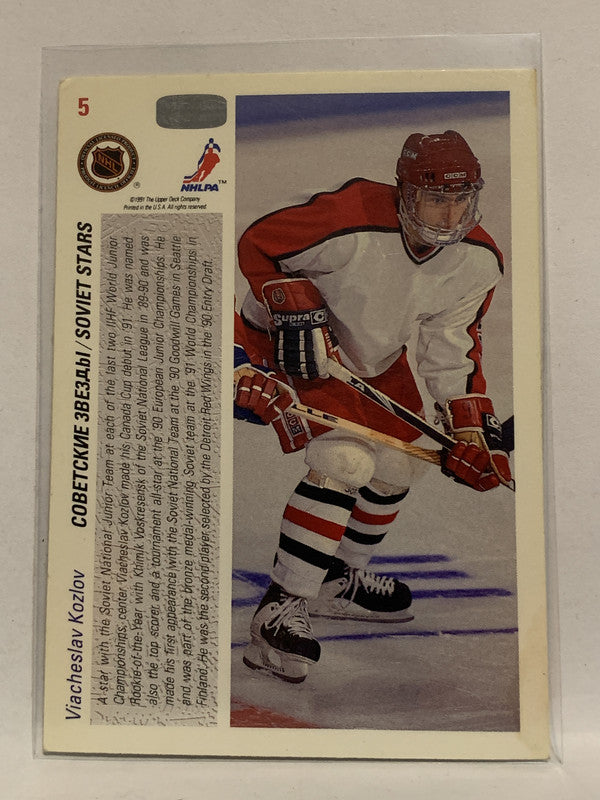 5
NHL
NHLPA™
®
©1991 The Upper Deck Company
Printed in the U.S.A. All rights reserved
Viacheslav Kozlov СОВЕТСКИЕ ЗВЕЗДЫ/SOVIET STARS
A star with the Soviet National Junior Team at each of the last two IIHF World Junior
Championships, center Viacheslav Kozlov made his Canada Cup debut in '91. He was named
Rookie-of-the-Year with Khimik Voskresensk of the Soviet National League in '89-90 and was
also the top scorer and a tournament all-star at the '90 European Junior Championships. He
made his first appearance with the Soviet National Team at the '90 Goodwill Games in Seattle
and was part of the bronze medal-winning Soviet team at the '91 World Championships in
Finland. He was the second player selected by the Detroit Red Wings in the '90 Entry Draft.
CCM
Supra